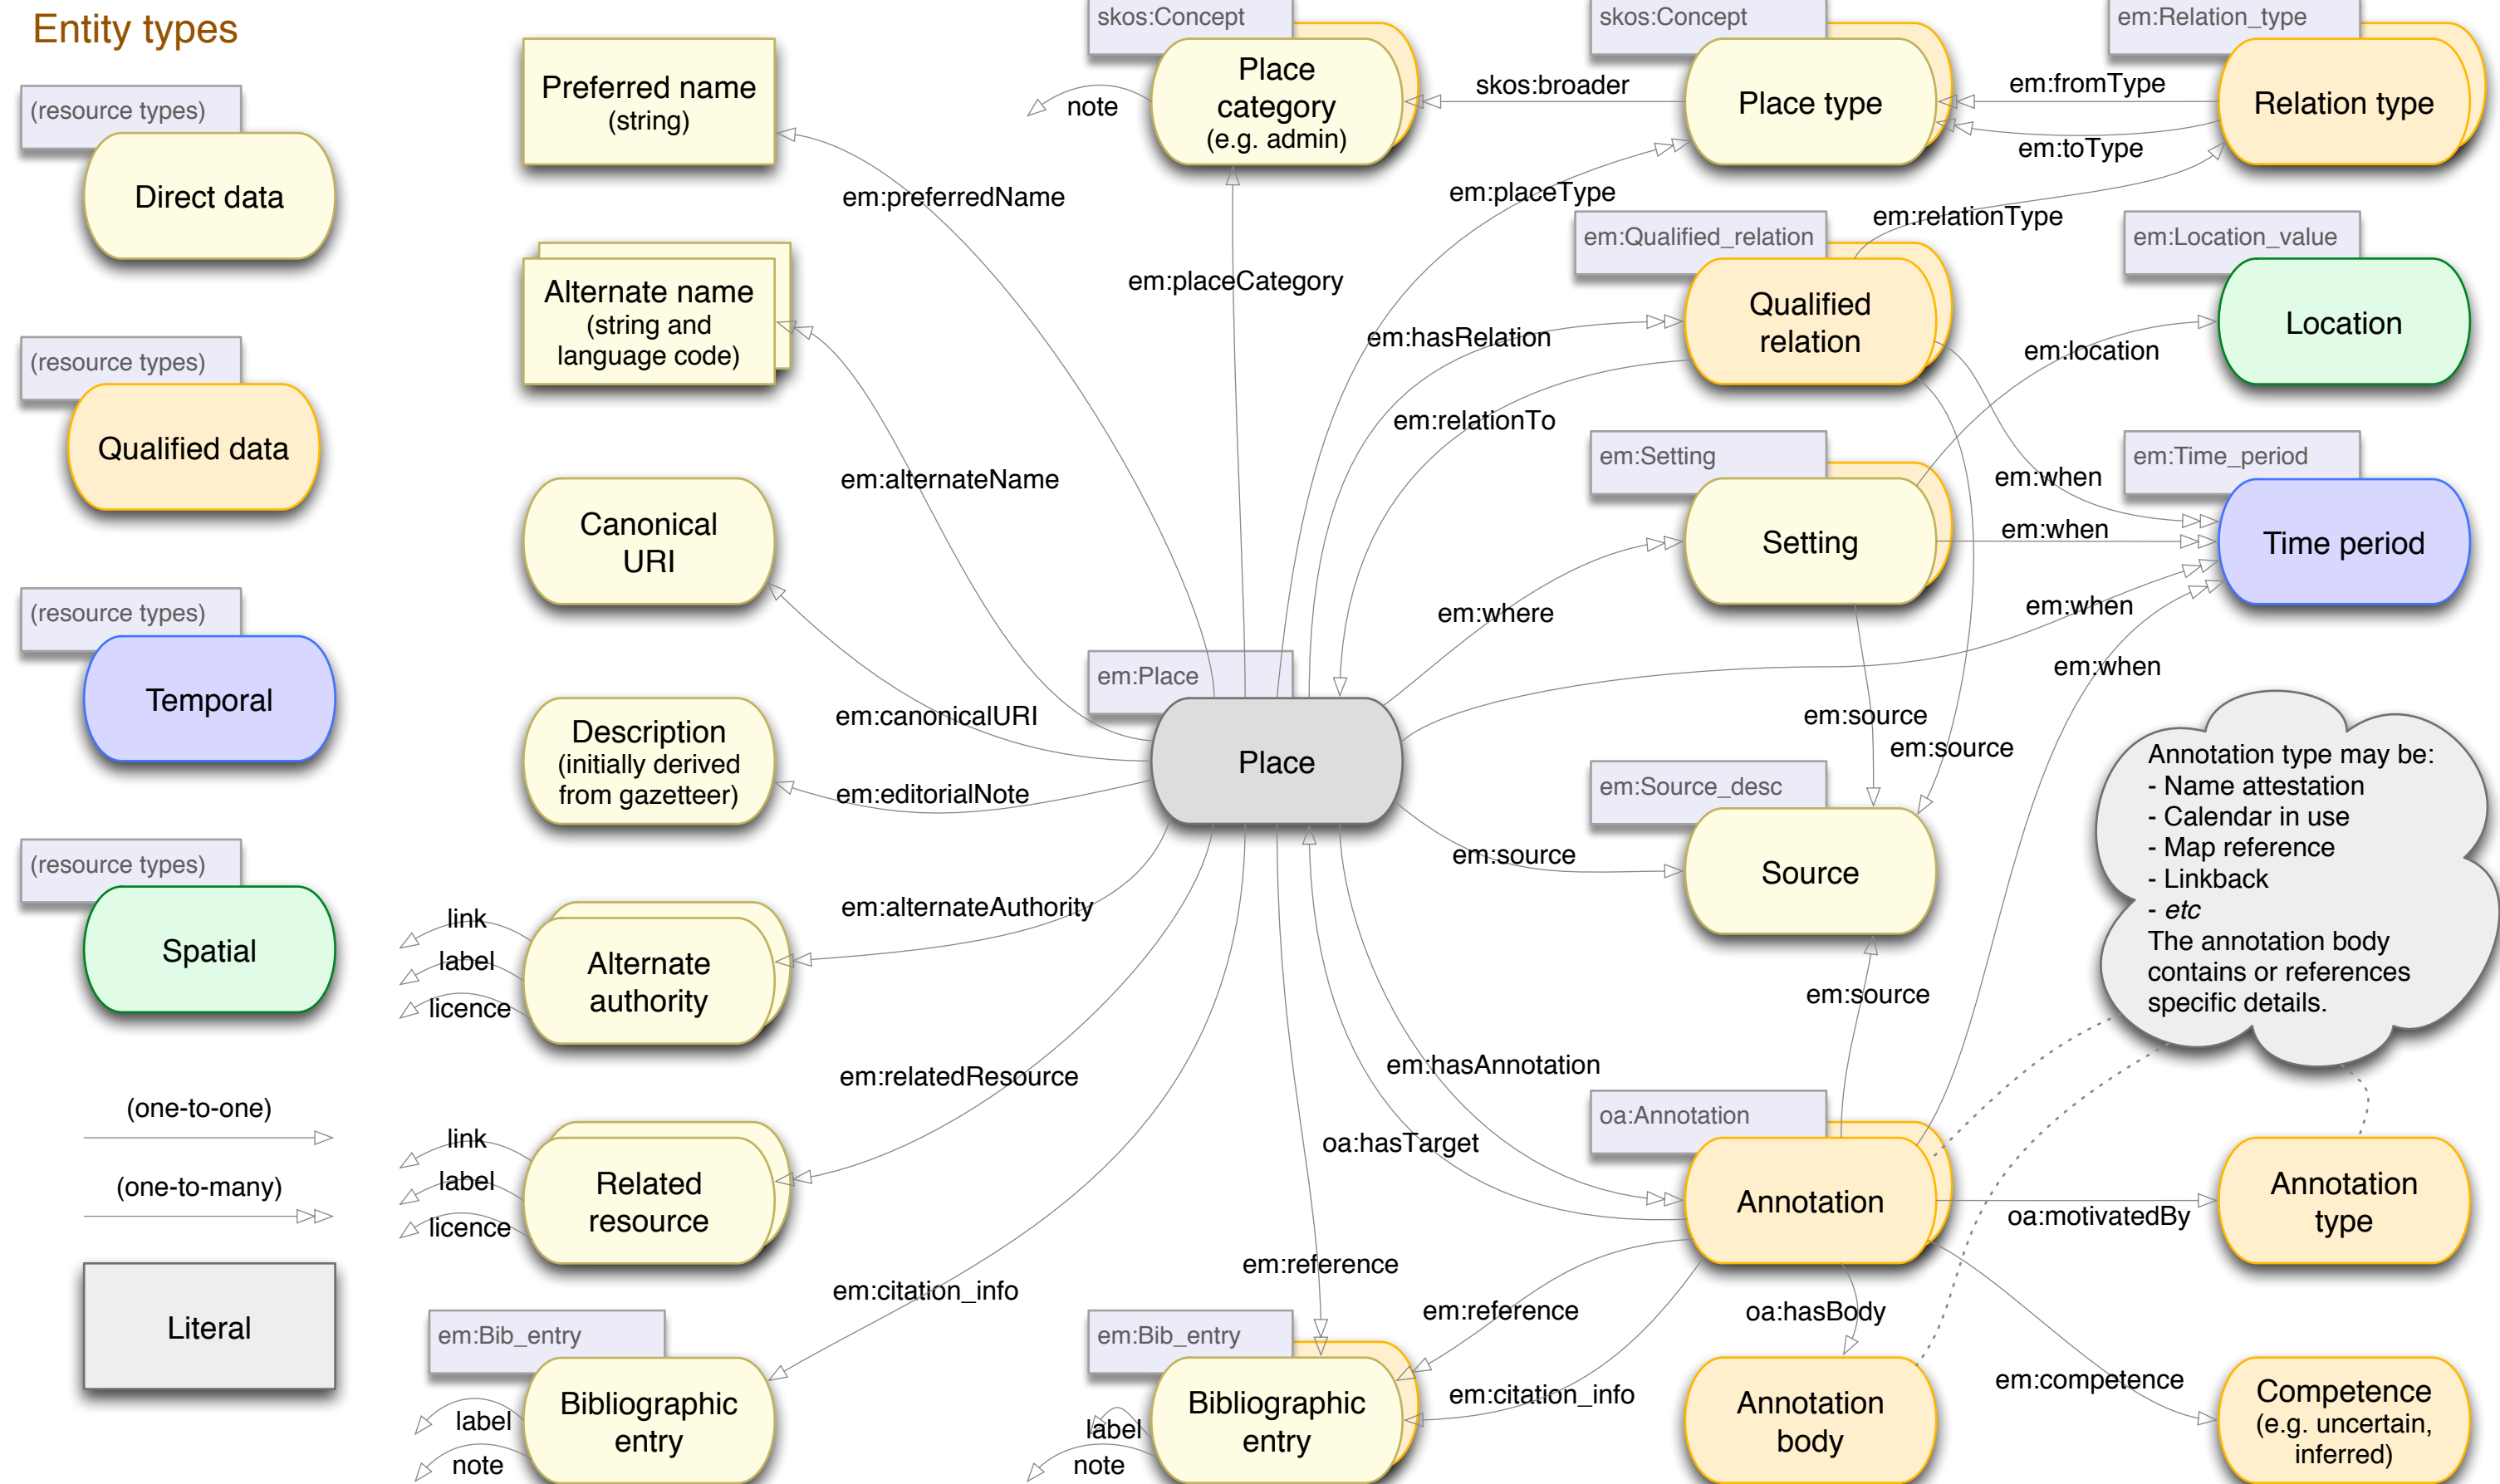 Entity types
(resource types)
Direct data
(resource types)
Qualified data
(resource types)
Temporal
(resource types)
Spatial
(one-to-one)
(one-to-many)
Literal
Preferred name
(string)
Alternate name
(string and
language code)
Canonical
URI
Description
(initially derived
from gazetteer)
link
label
licence
Alternate
authority
link
label
licence
Related
resource
em:Bib_entry
label
note
Bibliographic
entry
em:preferredName
em:alternateName
em:canonicalURI
em:editorialNote
em:alternateAuthority
em:relatedResource
em:citation_info
skos:Concept
note
Place
category
(e.g. admin)
em:placeCategory
em:Place
Place
em:reference
em:Bib_entry
label
note
Bibliographic
entry
skos:broader
em:placeType
em:hasRelation
em:relationTo
em:where
em:source
em:hasAnnotation
oa:hasTarget
em:reference
em:citation_info
skos:Concept
Place type
em:Qualified_relation
Qualified
relation
em:Setting
Setting
em:source
em:source
em:Source_desc
Source
em:source
oa:Annotation
Annotation
oa:hasBody
Annotation
body
em:fromType
em:toType
em:relationType
em:location
em:when
em:when
em:when
em:when
oa:motivatedBy
em:competence
em:Relation_type
Relation type
em:Location_value
Location
em:Time_period
Time period
Annotation type may be:
- Name attestation
- Calendar in use
- Map reference
- Linkback
- etc
The annotation body
contains or references
specific details.
Annotation
type
Competence
(e.g. uncertain,
inferred)